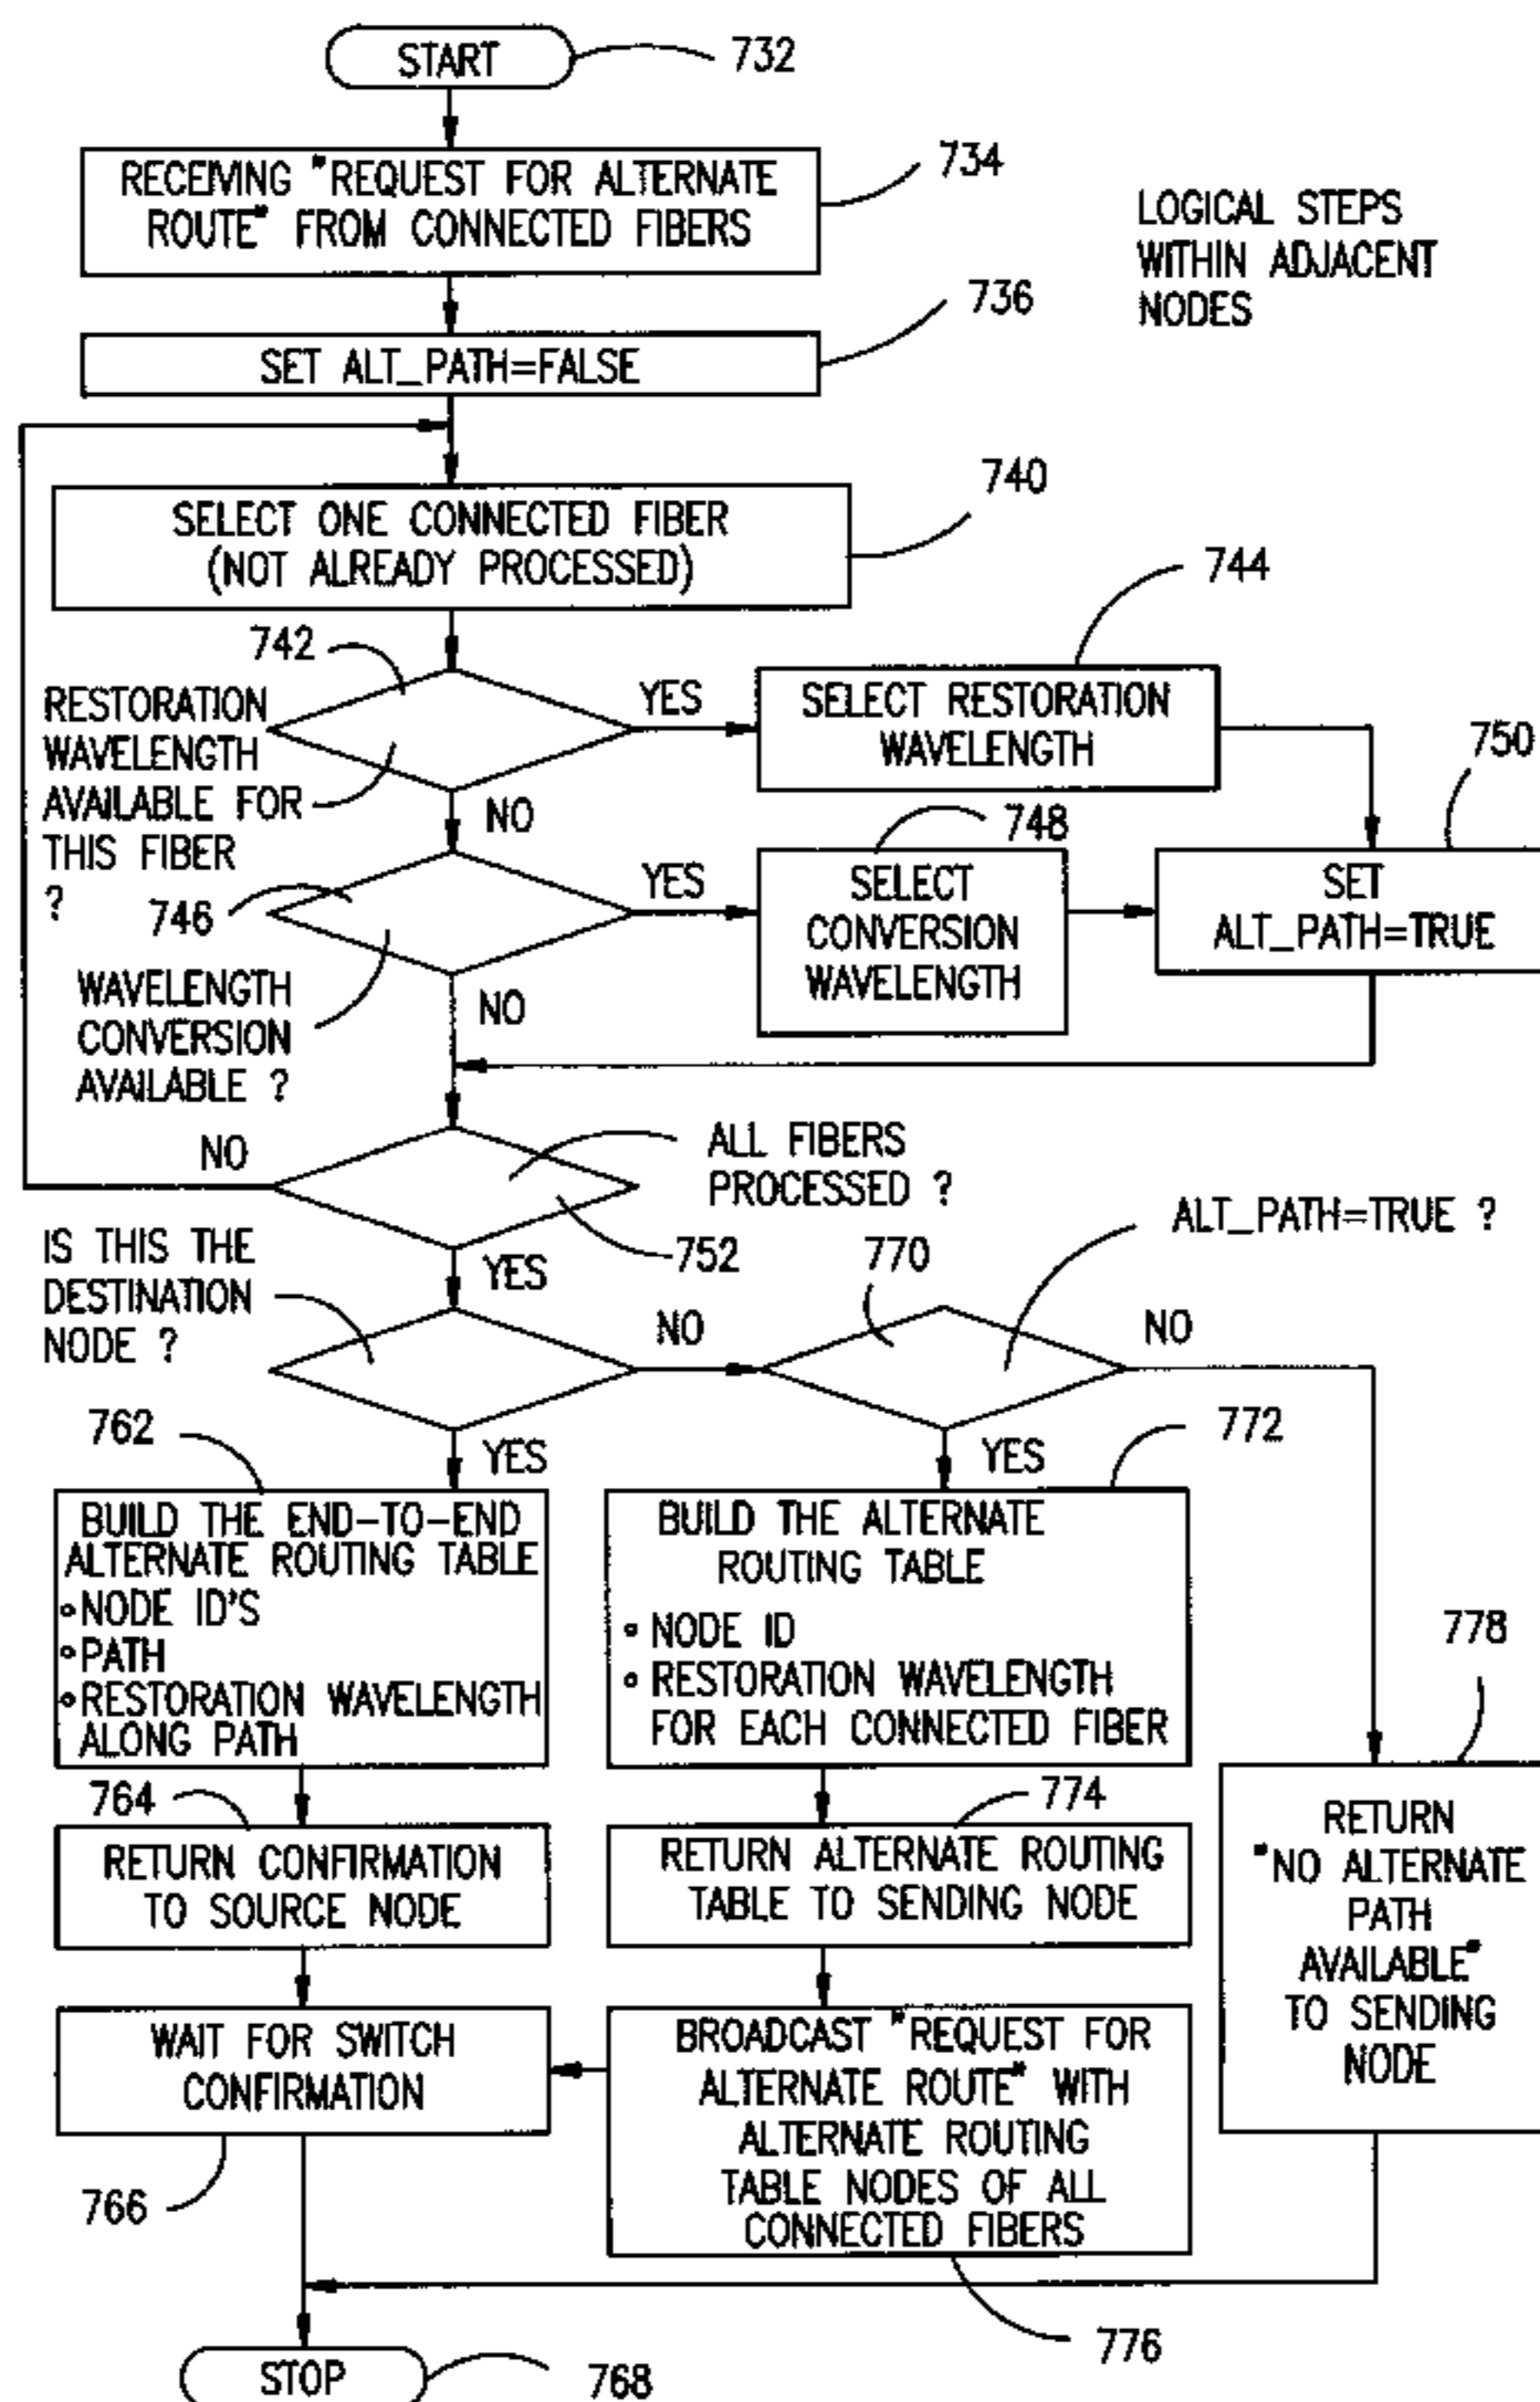 START
732
RECEIVING "REQUEST FOR ALTERNATE
ROUTE" FROM CONNECTED FIBERS
734
LOGICAL STEPS
WITHIN ADJACENT
NODES
SET ALT_PATH=FALSE
736
SELECT ONE CONNECTED FIBER
(NOT ALREADY PROCESSED)
740
742
RESTORATION
WAVELENGTH
AVAILABLE FOR
THIS FIBER
?
YES
NO
SELECT RESTORATION
WAVELENGTH
744
746
WAVELENGTH
CONVERSION
AVAILABLE ?
YES
NO
748
SELECT
CONVERSION
WAVELENGTH
750
SET
ALT_PATH=TRUE
NO
ALL FIBERS
PROCESSED ?
752
YES
IS THIS THE
DESTINATION
NODE ?
NO
YES
770
ALT_PATH=TRUE ?
NO
YES
762
BUILD THE END-TO-END
ALTERNATE ROUTING TABLE
∘NODE ID'S
∘PATH
∘RESTORATION WAVELENGTH
ALONG PATH
772
BUILD THE ALTERNATE
ROUTING TABLE
∘ NODE ID
∘ RESTORATION WAVELENGTH
FOR EACH CONNECTED FIBER
778
RETURN
"NO ALTERNATE
PATH
AVAILABLE"
TO SENDING
NODE
764
RETURN CONFIRMATION
TO SOURCE NODE
774
RETURN ALTERNATE ROUTING
TABLE TO SENDING NODE
WAIT FOR SWITCH
CONFIRMATION
766
BROADCAST "REQUEST FOR
ALTERNATE ROUTE" WITH
ALTERNATE ROUTING
TABLE NODES OF ALL
CONNECTED FIBERS
776
STOP
768